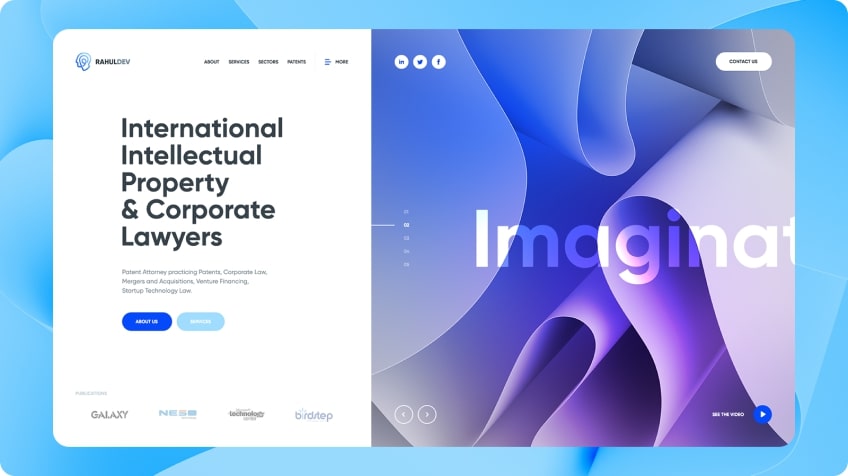 RAHULDEV
ABOUT SERVICES SECTORS PATENTS MORE
in f
CONTACT US
International
Intellectual
Property
& Corporate
Lawyers
Patent Attorney practicing Patents, Corporate Law,
Mergers and Acquisitions, Venture Financing,
Startup Technology Law.
ABOUT US
SERVICES
01
02
03
04
05
Imaginat
PUBLICATIONS
GALAXY
NESO
technology
birdstep
SEE THE VIDEO